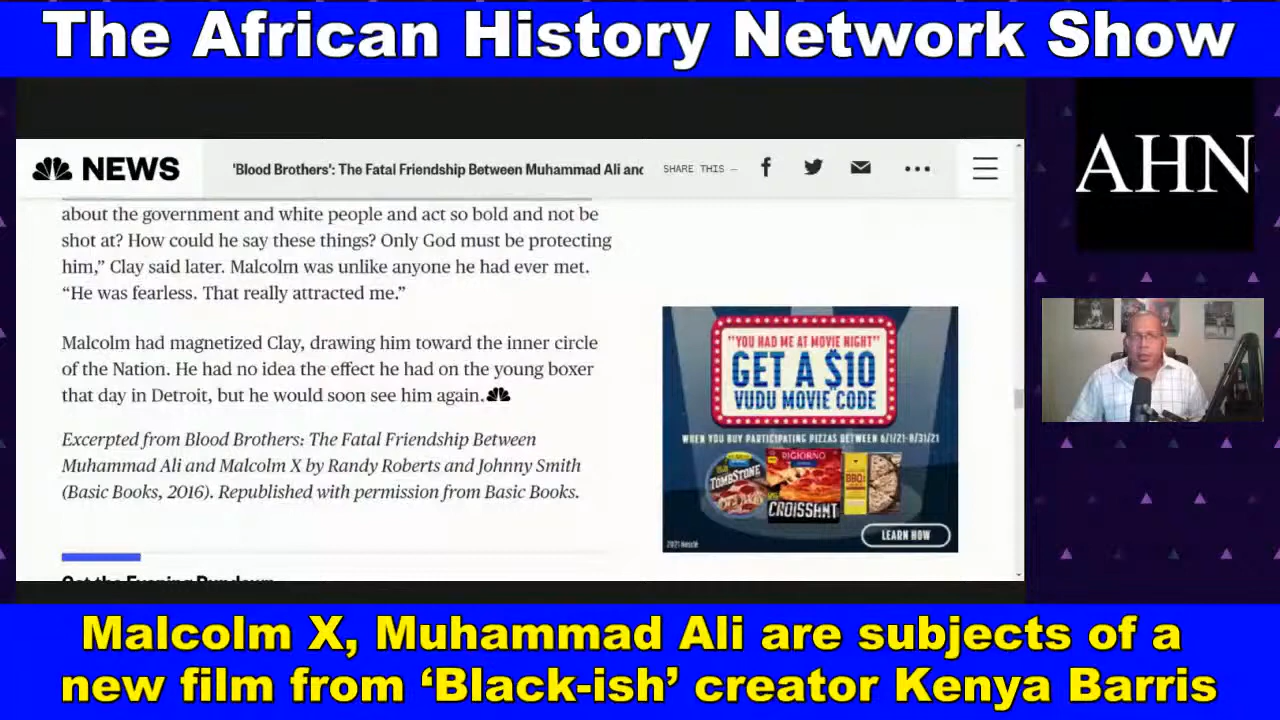 The African History Network Show
NEWS
'Blood Brothers': The Fatal Friendship Between Muhammad Ali and
SHARE THIS —
about the government and white people and act so bold and not be
shot at? How could he say these things? Only God must be protecting
him,” Clay said later. Malcolm was unlike anyone he had ever met.
“He was fearless. That really attracted me.”
Malcolm had magnetized Clay, drawing him toward the inner circle
of the Nation. He had no idea the effect he had on the young boxer
that day in Detroit, but he would soon see him again.
Excerpted from Blood Brothers: The Fatal Friendship Between
Muhammad Ali and Malcolm X by Randy Roberts and Johnny Smith
(Basic Books, 2016). Republished with permission from Basic Books.
Get the Evening Rundown
"YOU HAD ME AT MOVIE NIGHT"
GET A $10
VUDU MOVIE CODE
WHEN YOU BUY PARTICIPATING PIZZAS BETWEEN 6/1/21-8/31/21
TOMBSTONE
DIGIORNO
CROISSANT
BBQ
LEARN HOW
2021 Nestlé
AHN
Malcolm X, Muhammad Ali are subjects of a
new film from ‘Black-ish’ creator Kenya Barris